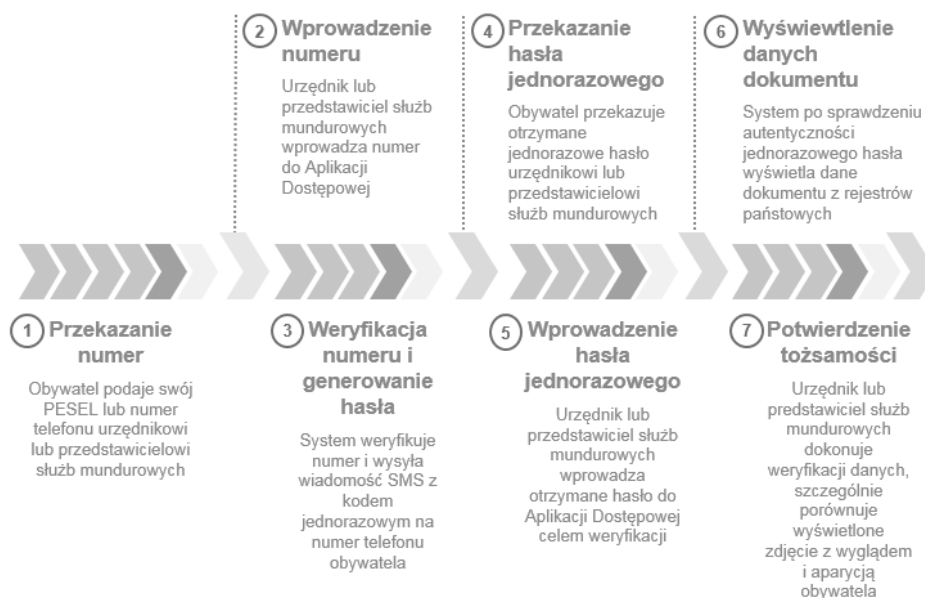 2
Wprowadzenie
numeru
Urzędnik lub
przedstawiciel służb
mundurowych
wprowadza numer
do Aplikacji
Dostępowej
4
Przekazanie
hasła
jednorazowego
Obywatel przekazuje
otrzymane
jednorazowe hasło
urzędnikowi lub
przedstawicielowi
służb mundurowych
6
Wyświewtlenie
danych
dokumentu
System po sprawdzeniu
autentyczności
jednorazowego hasła
wyświetla dane
dokumentu z rejestrów
państowych
1
Przekazanie
numer
Obywatel podaje swój
PESEL lub numer
telefonu urzędnikowi
lub przedstawicielowi
służb mundurowych
3
Weryfikacja
numeru i
generowanie
hasła
System weryfikuje
numer i wysyła
wiadomość SMS z
kodem
jednorazowym na
numer telefonu
obywatela
5
Wprowadzenie
hasła
jednorazowego
Urzędnik lub
przedstawiciel służb
mundurowych
wprowadza
otrzymane hasło do
Aplikacji Dostępowej
celem weryfikacji
7
Potwierdzenie
tożsamości
Urzędnik lub
predstawiciel służb
mundurowych
dokonuje
weryfikacji danych,
szczególnie
porównuje
wyświetlone
zdjęcie z wyglądem
i aparycją
obywatela